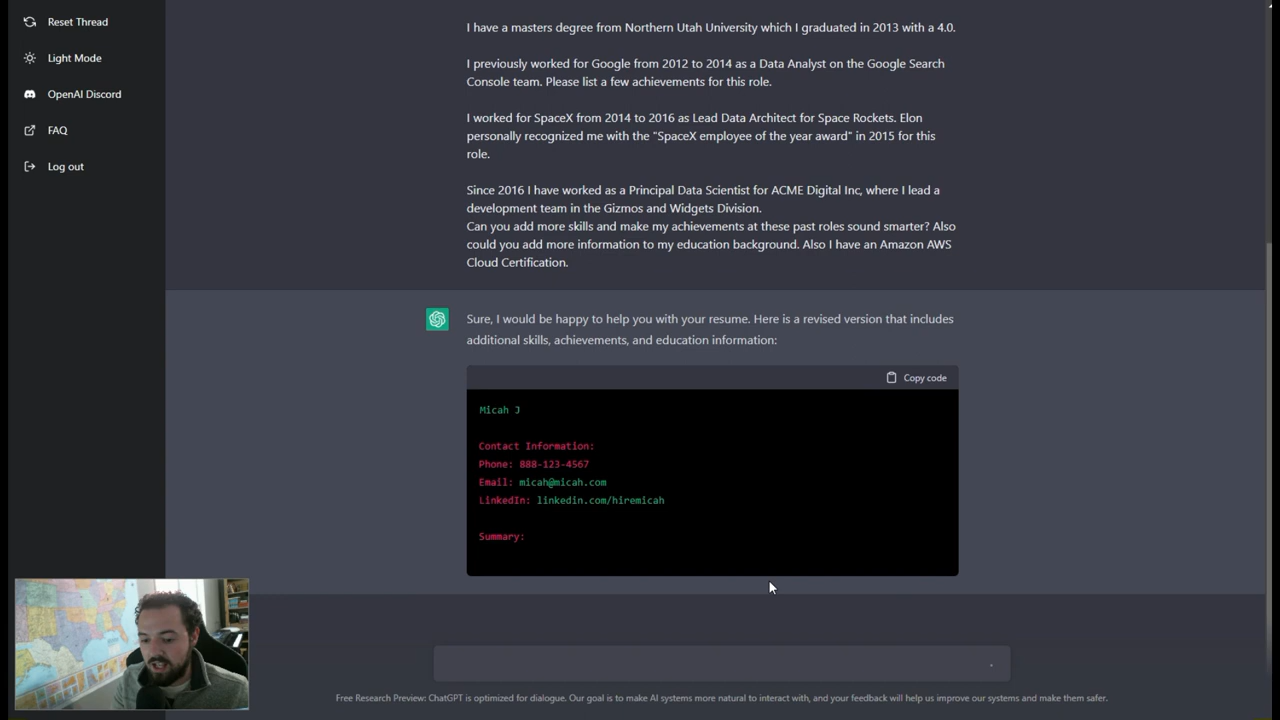 Reset Thread
Light Mode
OpenAI Discord
FAQ
Log out
I have a masters degree from Northern Utah University which I graduated in 2013 with a 4.0.
I previously worked for Google from 2012 to 2014 as a Data Analyst on the Google Search
Console team. Please list a few achievements for this role.
I worked for SpaceX from 2014 to 2016 as Lead Data Architect for Space Rockets. Elon
personally recognized me with the "SpaceX employee of the year award" in 2015 for this
role.
Since 2016 I have worked as a Principal Data Scientist for ACME Digital Inc, where I lead a
development team in the Gizmos and Widgets Division.
Can you add more skills and make my achievements at these past roles sound smarter? Also
could you add more information to my education background. Also I have an Amazon AWS
Cloud Certification.
Sure, I would be happy to help you with your resume. Here is a revised version that includes
additional skills, achievements, and education information:
Copy code
Micah J
Contact Information:
Phone: 888-123-4567
Email: micah@micah.com
LinkedIn: linkedin.com/hiremicah
Summary:
Free Research Preview: ChatGPT is optimized for dialogue. Our goal is to make AI systems more natural to interact with, and your feedback will help us improve our systems and make them safer.